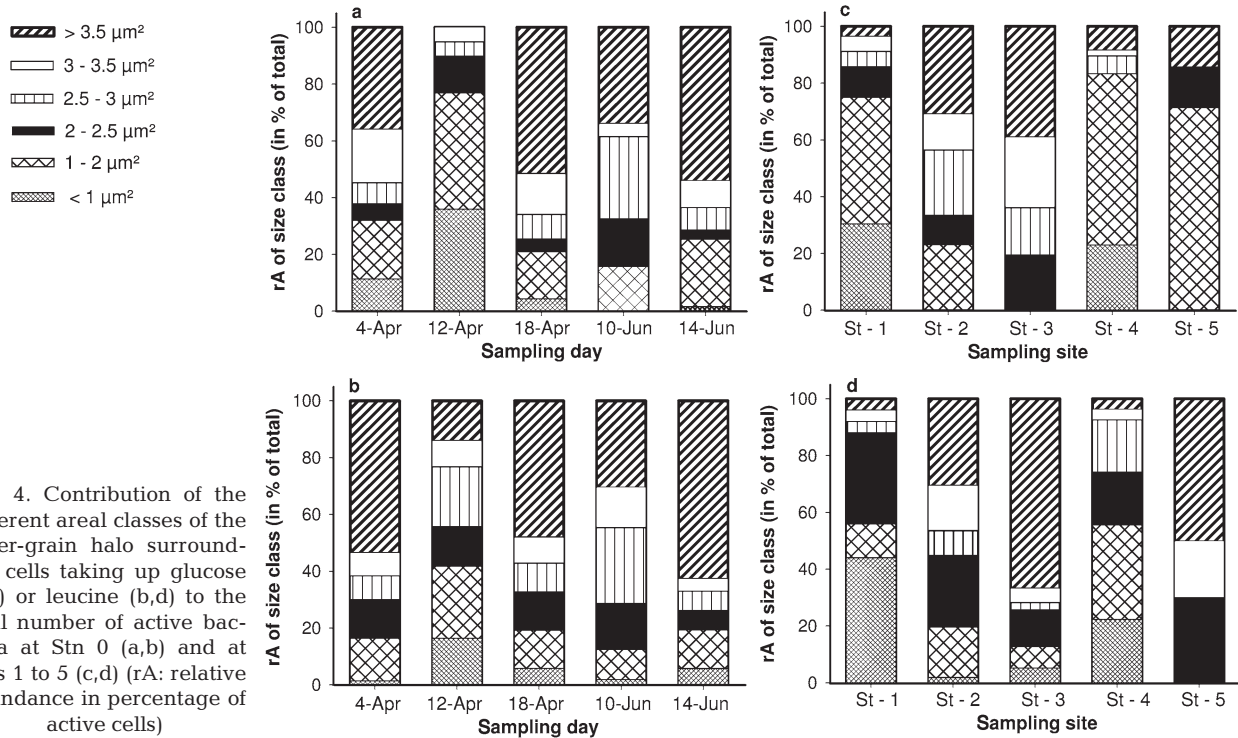 > 3.5 µm²
3 - 3.5 µm²
2.5 - 3 µm²
2 - 2.5 µm²
1 - 2 µm²
< 1 µm²
a
rA of size class (in % of total)
100
80
60
40
20
0
4-Apr 12-Apr 18-Apr 10-Jun 14-Jun
Sampling day
c
rA of size class (in % of total)
100
80
60
40
20
0
St - 1 St - 2 St - 3 St - 4 St - 5
Sampling site
b
rA of size class (in % of total)
100
80
60
40
20
0
4-Apr 12-Apr 18-Apr 10-Jun 14-Jun
Sampling day
d
rA of size class (in % of total)
100
80
60
40
20
0
St - 1 St - 2 St - 3 St - 4 St - 5
Sampling site
4. Contribution of the
erent areal classes of the
er-grain halo surround-
cells taking up glucose
) or leucine (b,d) to the
l number of active bac-
a at Stn 0 (a,b) and at
s 1 to 5 (c,d) (rA: relative
ndance in percentage of
active cells)